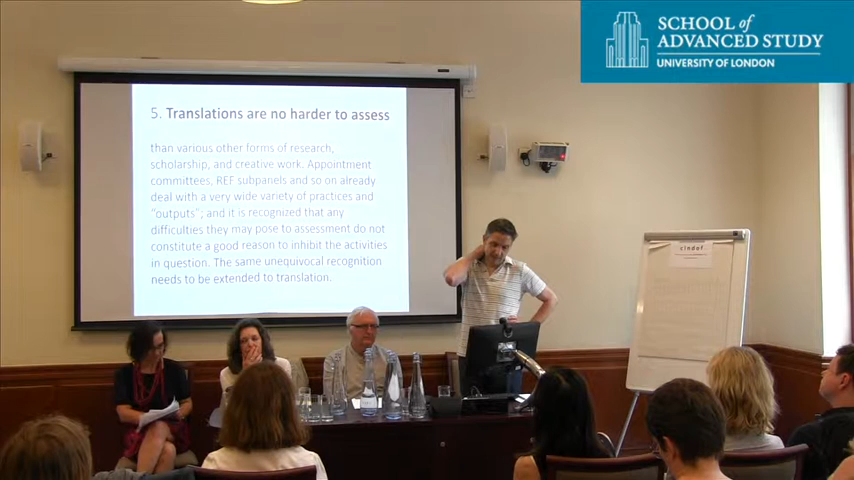 SCHOOL of
ADVANCED STUDY
UNIVERSITY OF LONDON
5. Translations are no harder to assess
than various other forms of research,
scholarship, and creative work. Appointment
committees, REF subpanels and so on already
deal with a very wide variety of practices and
"outputs"; and it is recognized that any
difficulties they may pose to assessment do not
constitute a good reason to inhibit the activities
in question. The same unequivocal recognition
needs to be extended to translation.